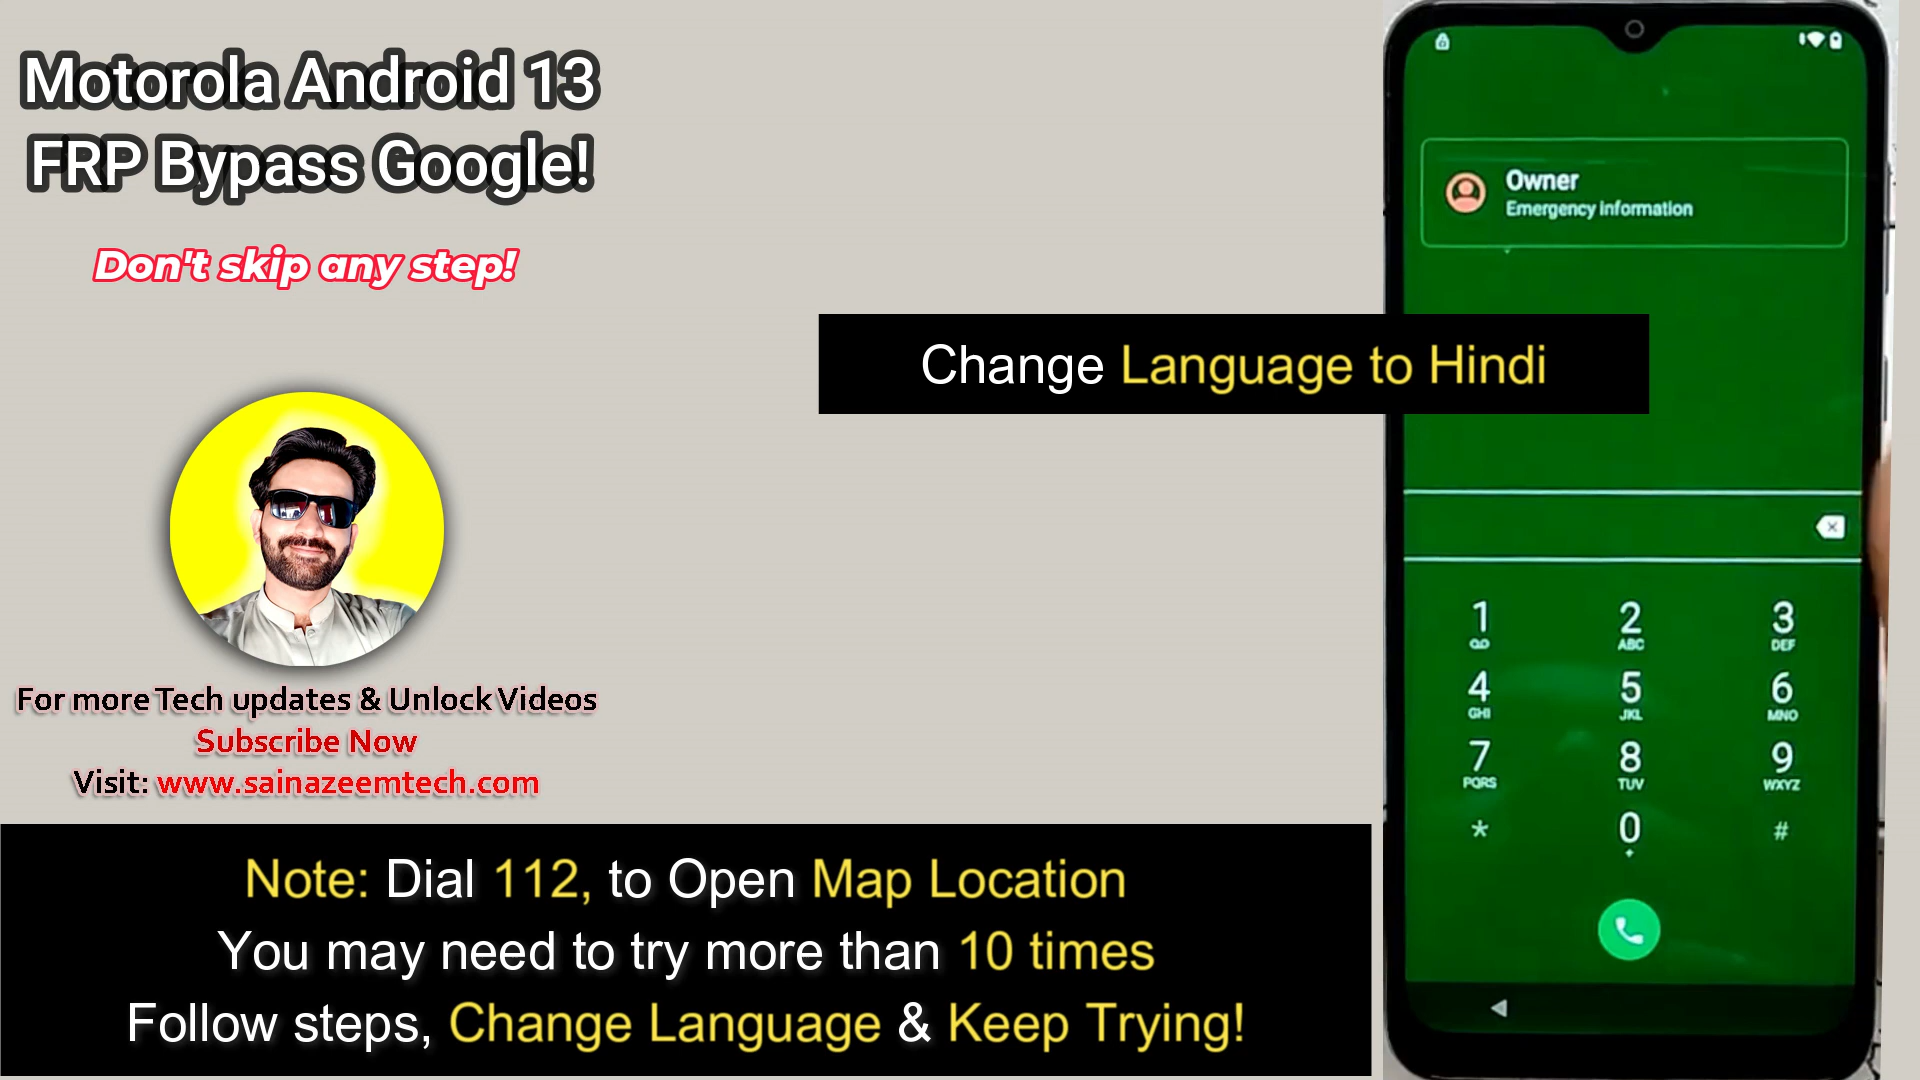 Motorola Android 13
FRP Bypass Google!
Don't skip any step!
For more Tech updates & Unlock Videos
Subscribe Now
Visit: www.sainazeemtech.com
Note: Dial 112, to Open Map Location
You may need to try more than 10 times
Follow steps, Change Language & Keep Trying!
Change Language to Hindi
Owner
Emergency information
1 2 3
ABC DEF
4 5 6
GHI JKL MNO
7 8 9
PQRS TUV WXYZ
* 0 #
+